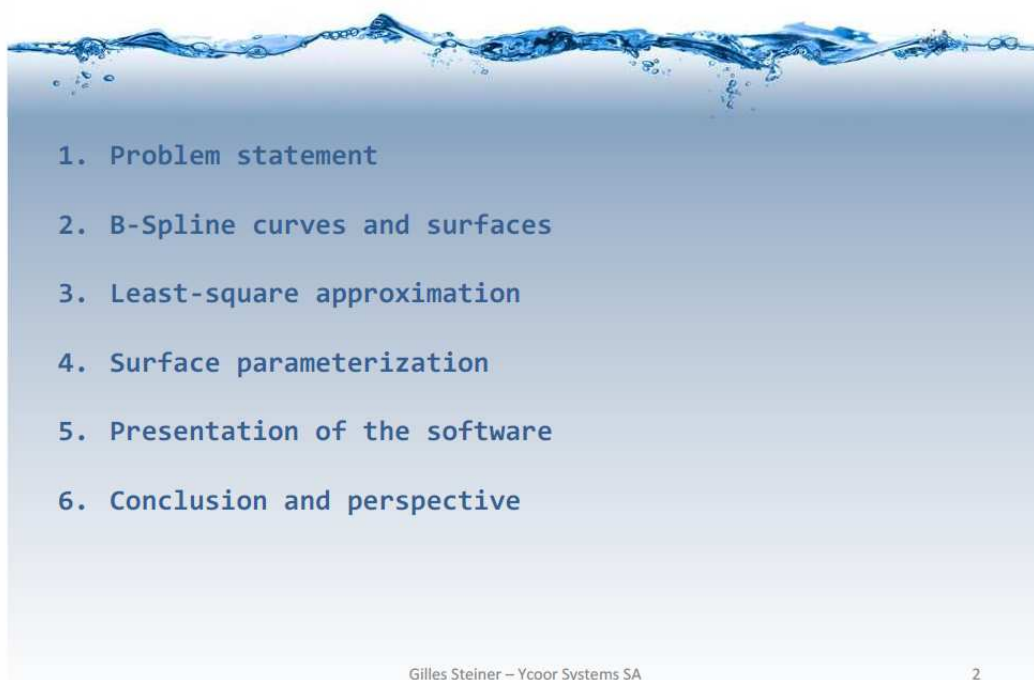 1. Problem statement
2. B-Spline curves and surfaces
3. Least-square approximation
4. Surface parameterization
5. Presentation of the software
6. Conclusion and perspective
Gilles Steiner – Ycoor Systems SA
2